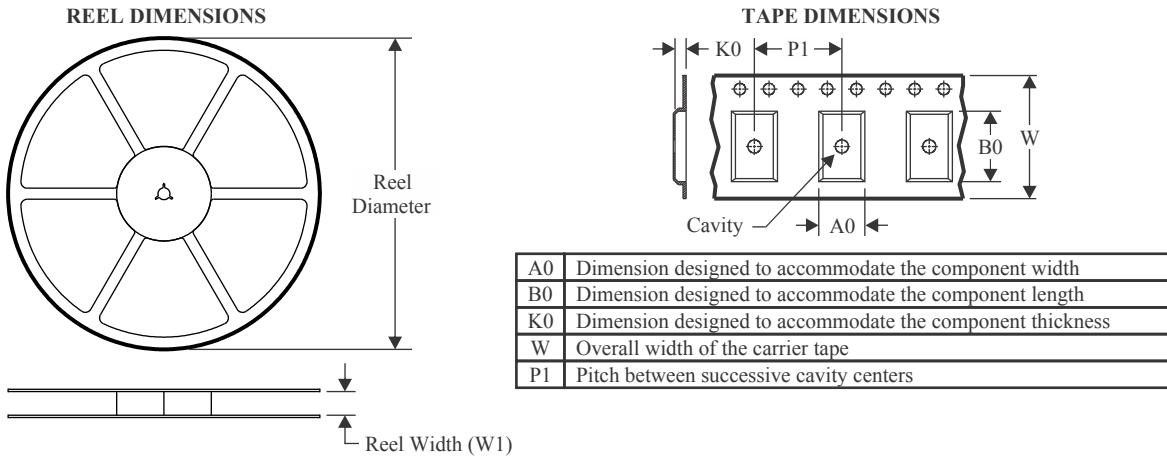 REEL DIMENSIONS
Reel
Diameter
Reel Width (W1)
TAPE DIMENSIONS
K0
P1
B0
W
Cavity
A0
A0 Dimension designed to accommodate the component width
B0 Dimension designed to accommodate the component length
K0 Dimension designed to accommodate the component thickness
W Overall width of the carrier tape
P1 Pitch between successive cavity centers